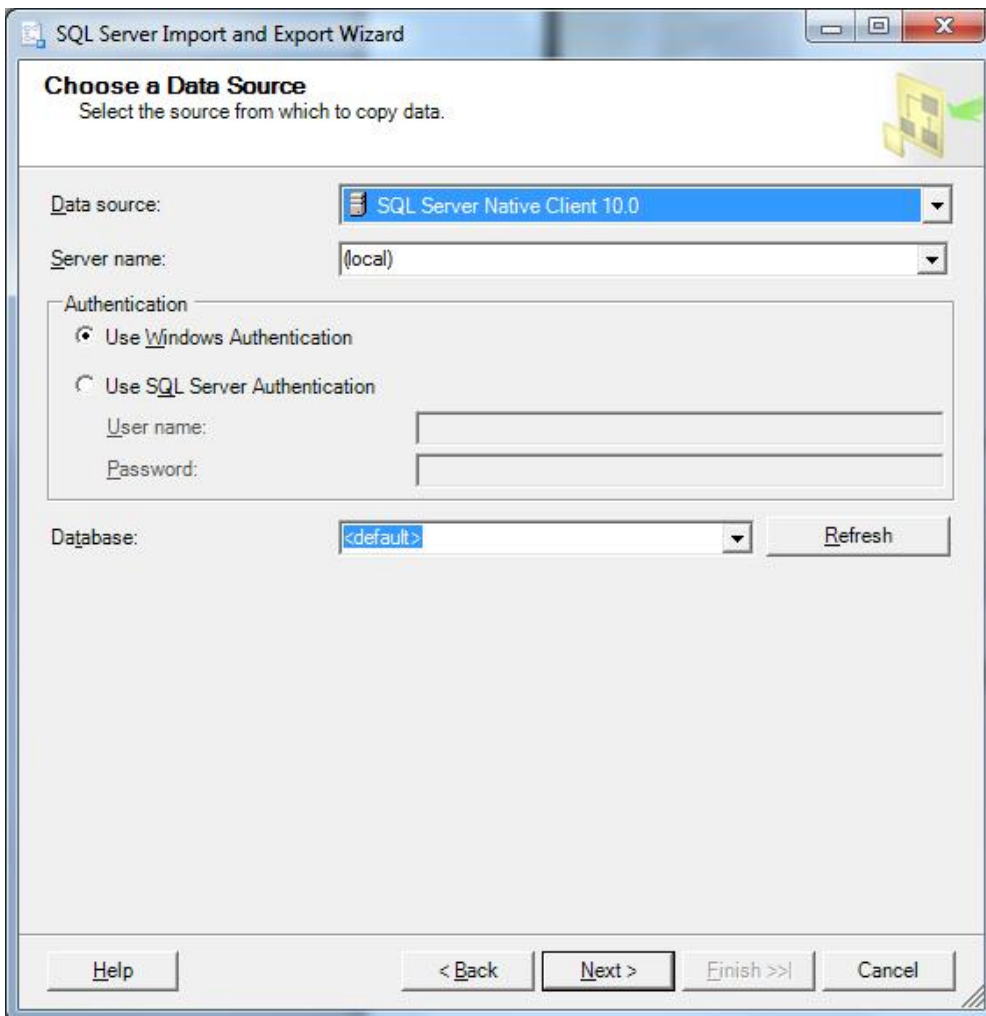 SQL Server Import and Export Wizard
Choose a Data Source
Select the source from which to copy data.
Data source: SQL Server Native Client 10.0
Server name: (local)
Authentication
Use Windows Authentication
Use SQL Server Authentication
User name:
Password:
Database: <default> Refresh
Help < Back Next > Finish >>| Cancel